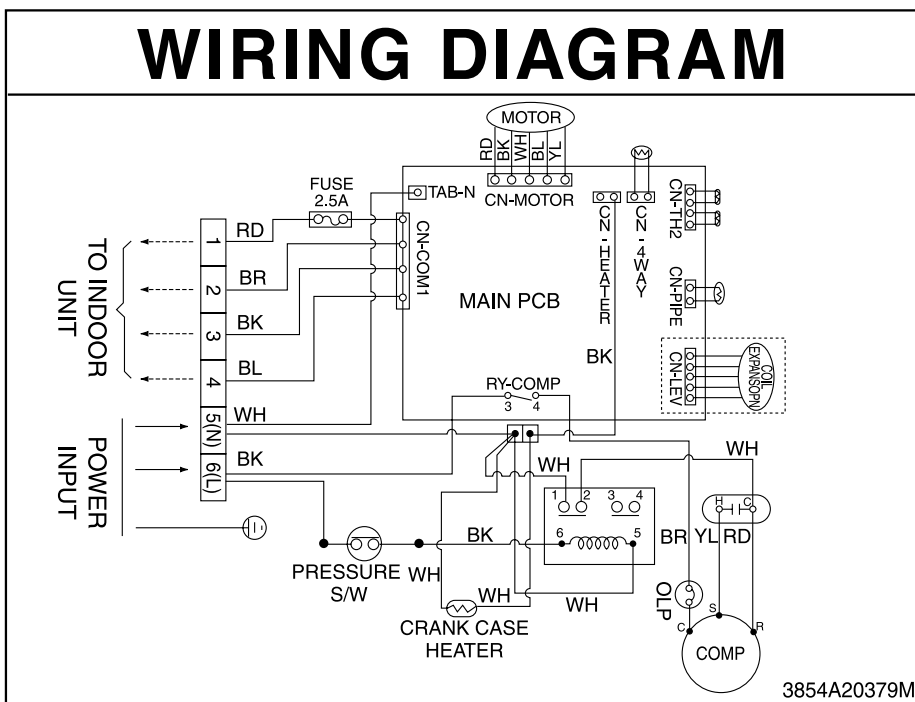 WIRING DIAGRAM
MOTOR
RD
BK
WH
BL
YL
CN-MOTOR
TAB-N
FUSE
2.5A
CN-COM1
MAIN PCB
CN-HEATER
CN-4WAY
CN-TH2
CN-PIPE
CN-LEV
COIL
EXPANSOPN
TO INDOOR
UNIT
1
RD
2
BR
3
BK
4
BL
5(N)
WH
6(L)
BK
POWER
INPUT
RY-COMP
3 4
BK
WH
WH
1 2 3 4
6 5
BK
PRESSURE
S/W
WH
WH
WH
CRANK CASE
HEATER
BR
YL
RD
H C
OLP
C
S
R
COMP
3854A20379M